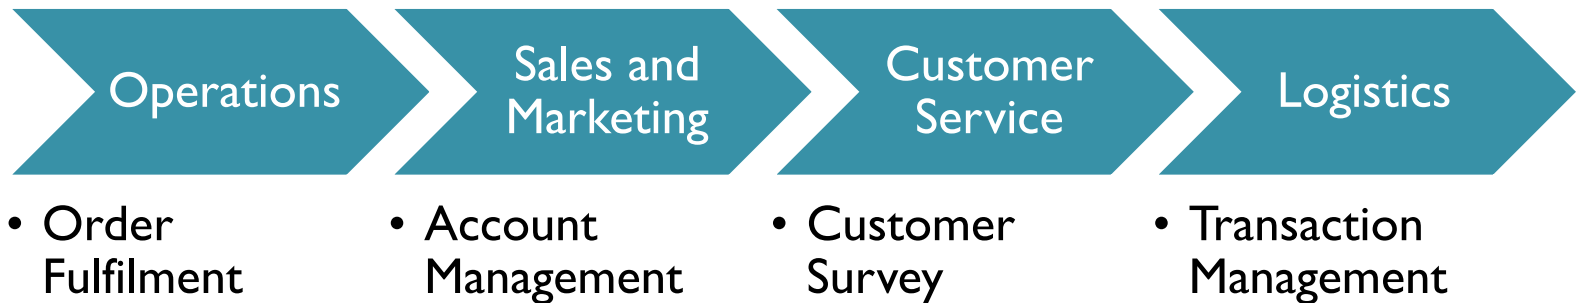 Operations
Sales and
Marketing
Customer
Service
Logistics
• Order
Fulfilment
• Account
Management
• Customer
Survey
• Transaction
Management